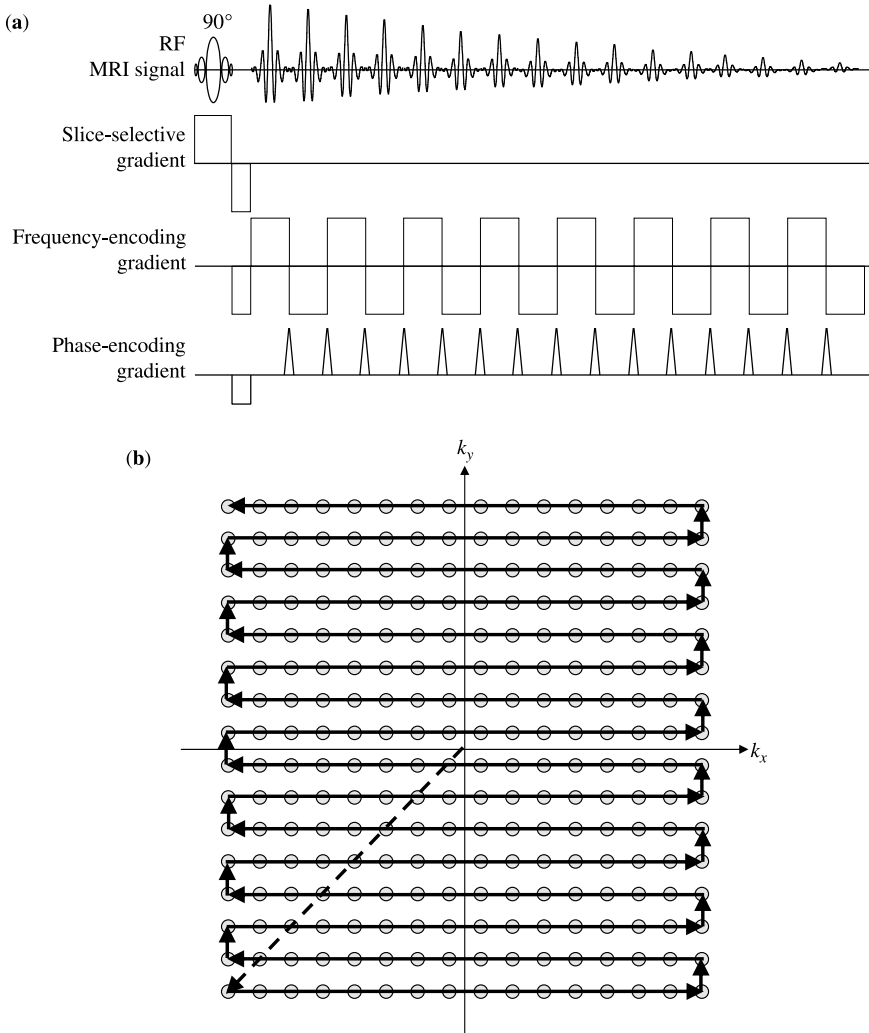 (a)
90°
RF
MRI signal
Slice-selective
gradient
Frequency-encoding
gradient
Phase-encoding
gradient
(b)
k_y
k_x